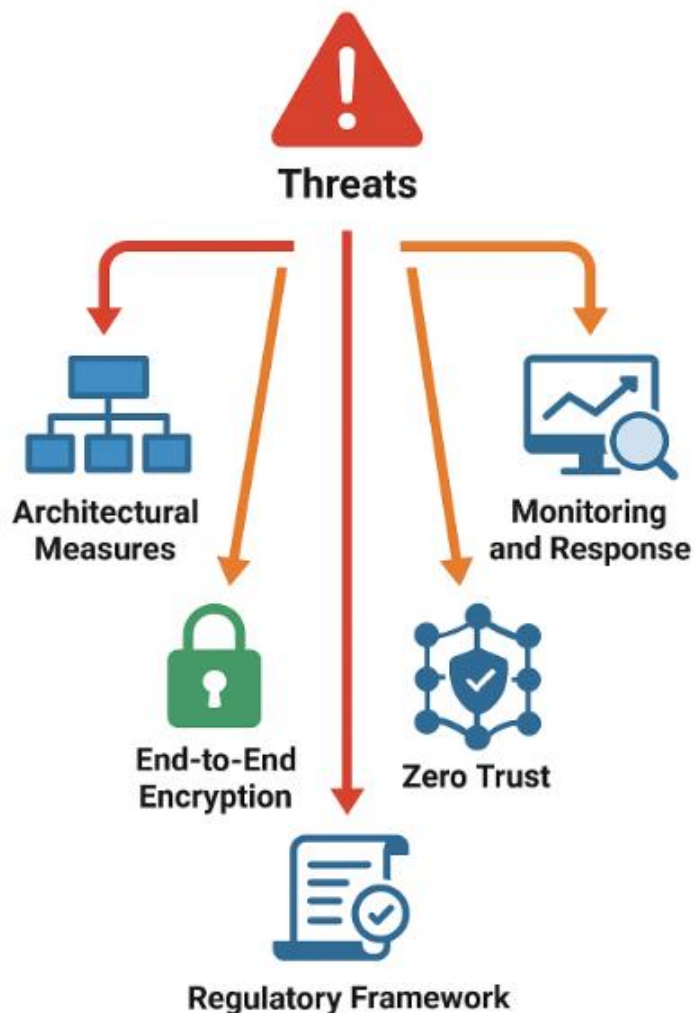 Threats
Architectural
Measures
Monitoring
and Response
End-to-End
Encryption
Zero Trust
Regulatory Framework